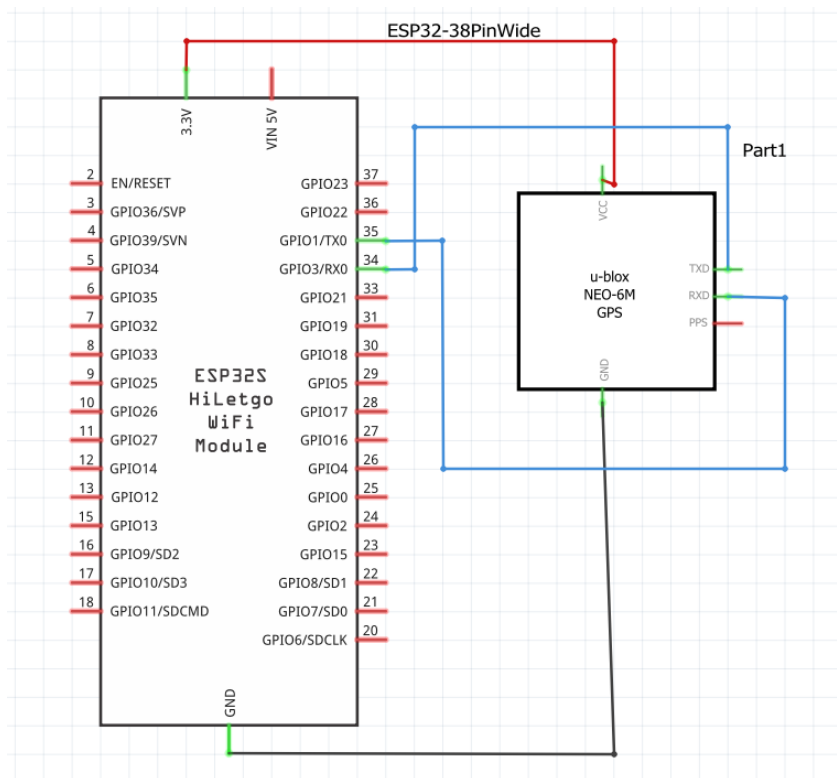 ESP32-38PinWide
3.3V
VIN 5V
2
EN/RESET
3
GPIO36/SVP
4
GPIO39/SVN
5
GPIO34
6
GPIO35
7
GPIO32
8
GPIO33
9
GPIO25
10
GPIO26
11
GPIO27
12
GPIO14
13
GPIO12
15
GPIO13
16
GPIO9/SD2
17
GPIO10/SD3
18
GPIO11/SDCMD
ESP32S
HiLetgo
WiFi
Module
GPIO23
37
GPIO22
36
GPIO1/TX0
35
GPIO3/RX0
34
GPIO21
33
GPIO19
31
GPIO18
30
GPIO5
29
GPIO17
28
GPIO16
27
GPIO4
26
GPIO0
25
GPIO2
24
GPIO15
23
GPIO8/SD1
22
GPIO7/SD0
21
GPIO6/SDCLK
20
GND
Part1
VCC
u-blox
NEO-6M
GPS
TXD
RXD
PPS
GND